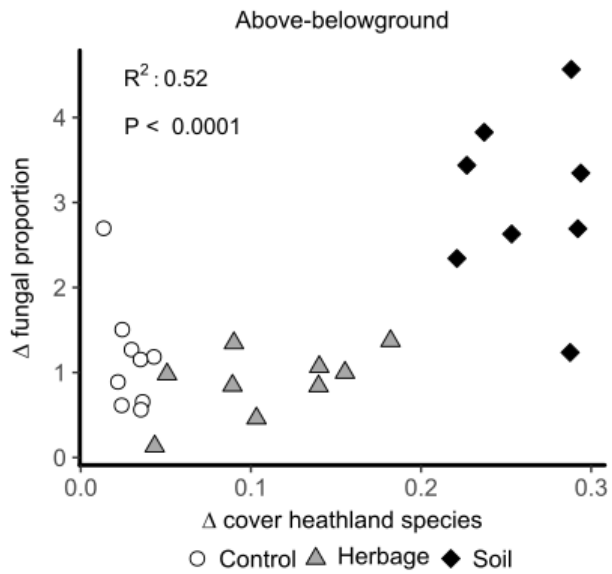 Above-belowground
R²: 0.52
P < 0.0001
4
3
2
1
0
Δ fungal proportion
0.0 0.1 0.2 0.3
Δ cover heathland species
Control Herbage Soil